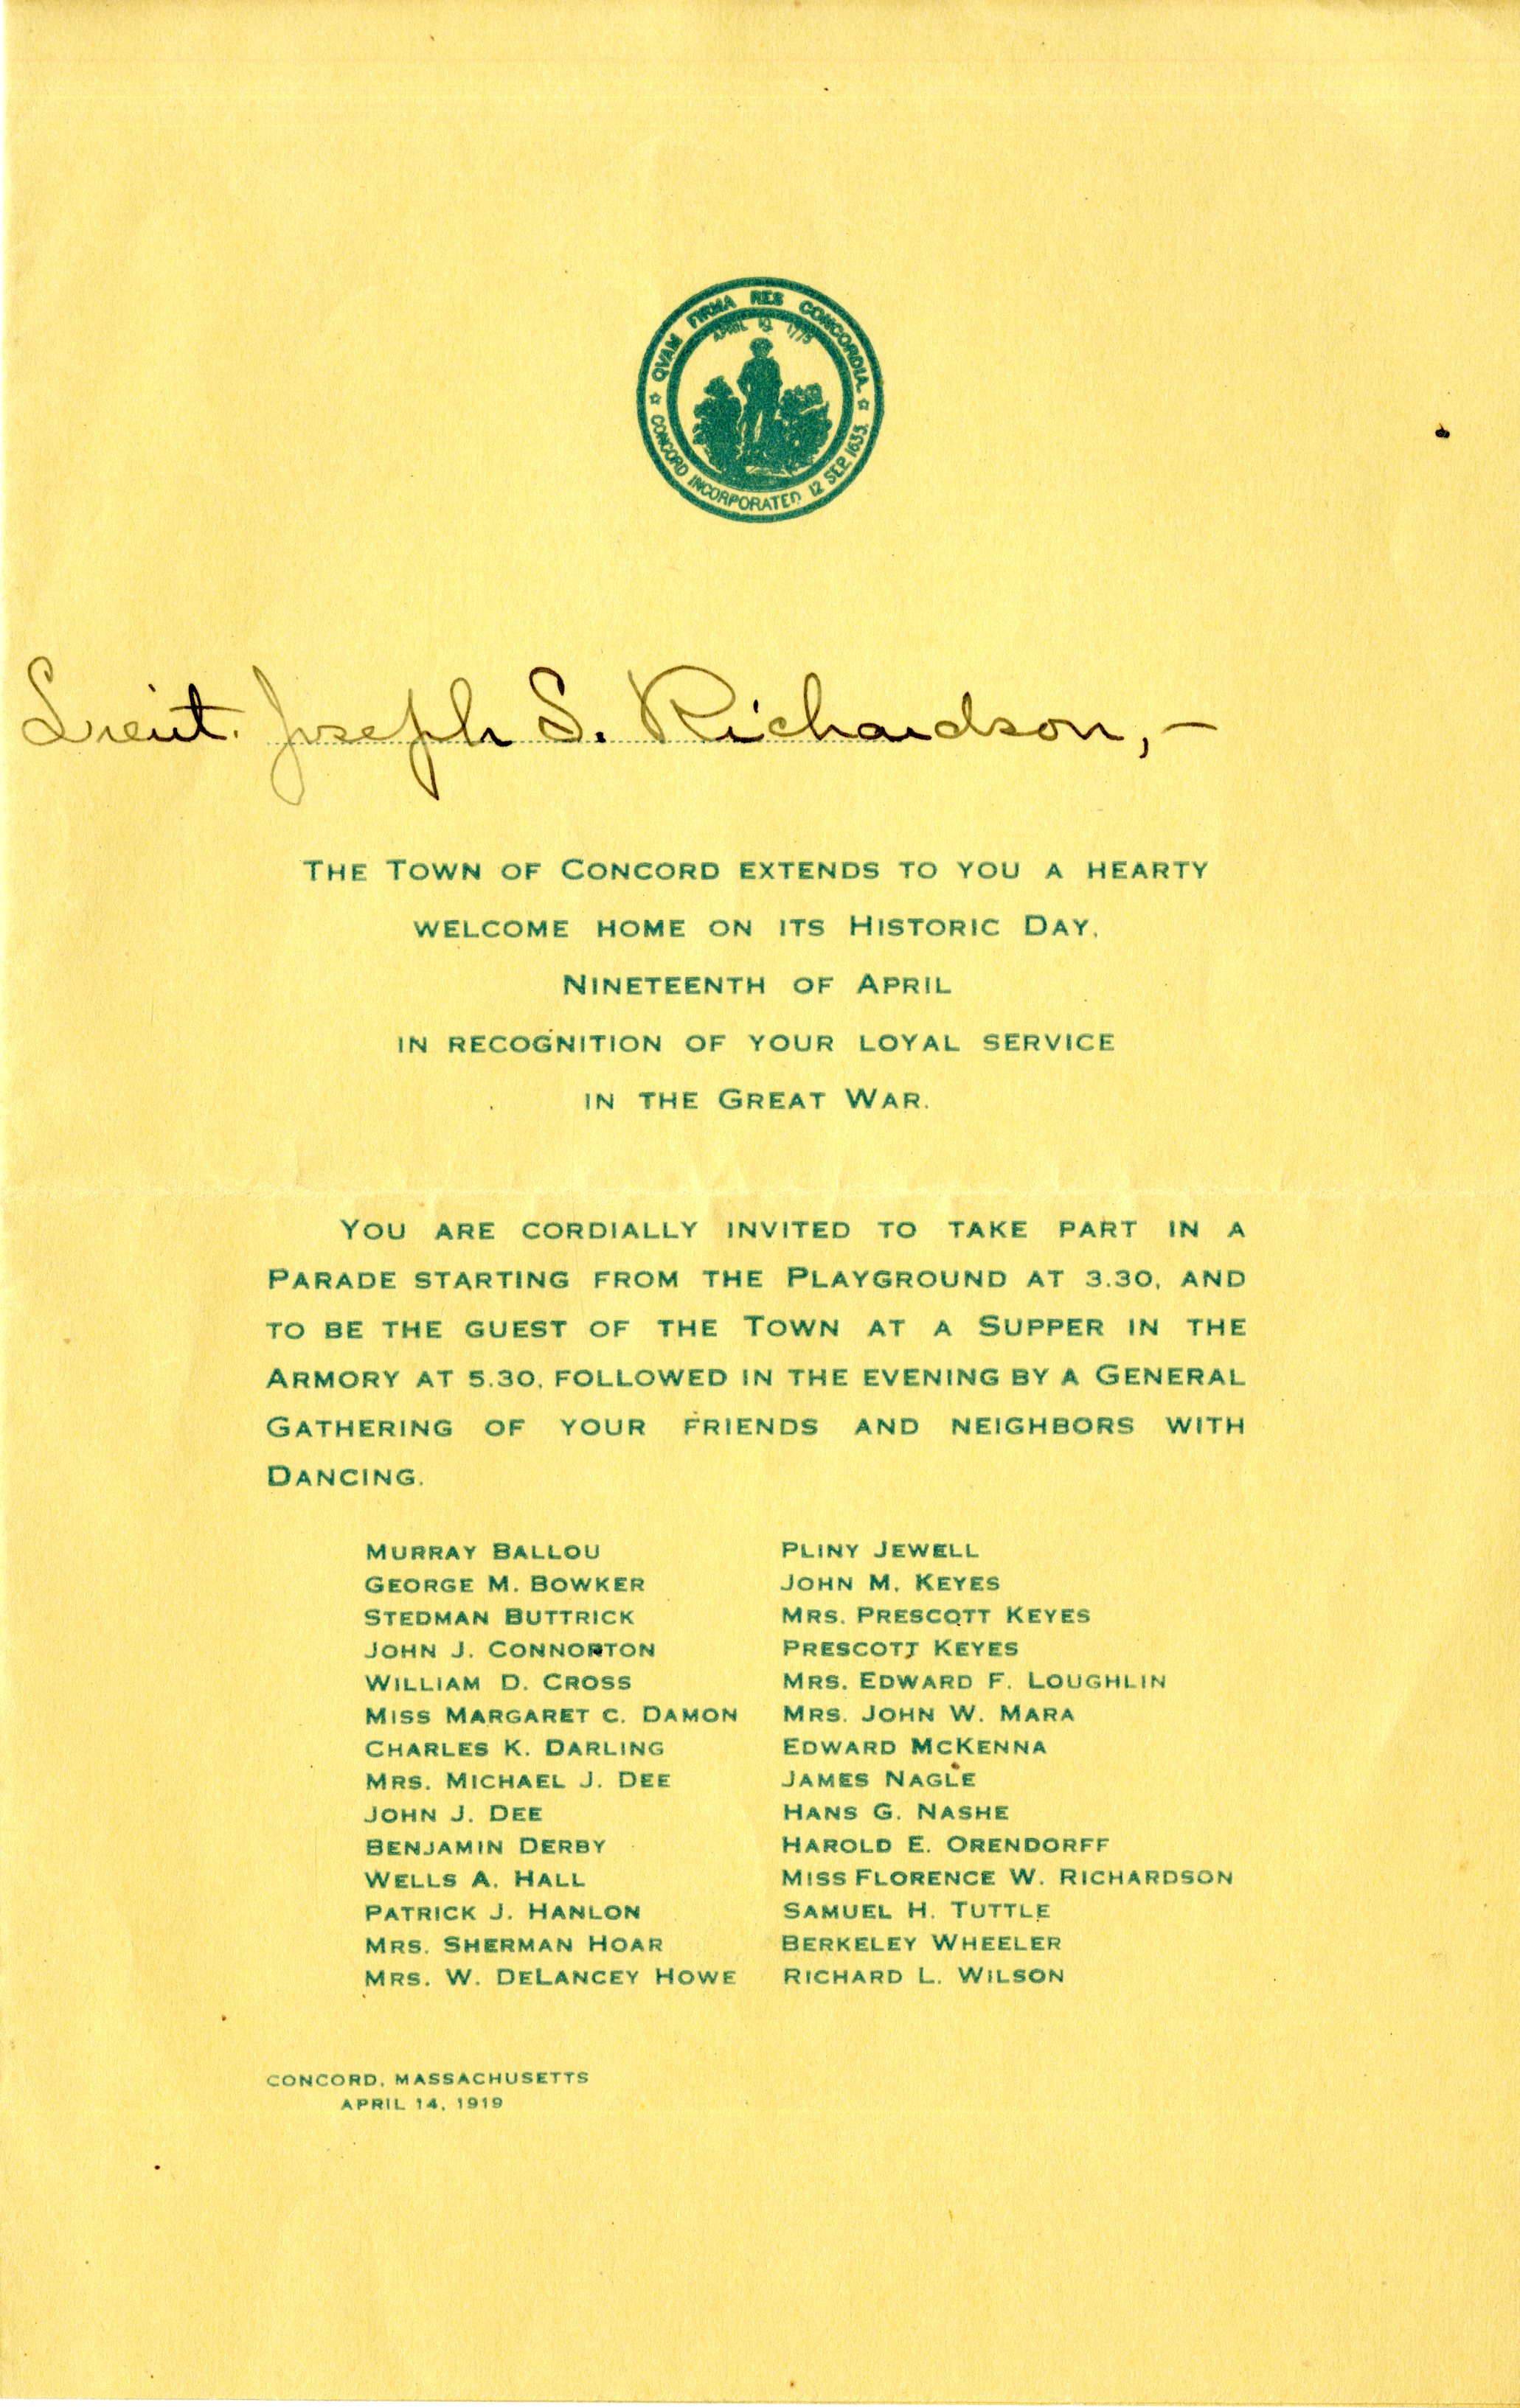 QVAM FIRMA RES CONCORDIA.
APRIL 19 1775
CONCORD INCORPORATED 12 SEP. 1635.
Lieut. Joseph S. Richardson, –
THE TOWN OF CONCORD EXTENDS TO YOU A HEARTY
WELCOME HOME ON ITS HISTORIC DAY,
NINETEENTH OF APRIL
IN RECOGNITION OF YOUR LOYAL SERVICE
IN THE GREAT WAR.
YOU ARE CORDIALLY INVITED TO TAKE PART IN A
PARADE STARTING FROM THE PLAYGROUND AT 3.30, AND
TO BE THE GUEST OF THE TOWN AT A SUPPER IN THE
ARMORY AT 5.30, FOLLOWED IN THE EVENING BY A GENERAL
GATHERING OF YOUR FRIENDS AND NEIGHBORS WITH
DANCING.
MURRAY BALLOU
GEORGE M. BOWKER
STEDMAN BUTTRICK
JOHN J. CONNORTON
WILLIAM D. CROSS
MISS MARGARET C. DAMON
CHARLES K. DARLING
MRS. MICHAEL J. DEE
JOHN J. DEE
BENJAMIN DERBY
WELLS A. HALL
PATRICK J. HANLON
MRS. SHERMAN HOAR
MRS. W. DELANCEY HOWE
PLINY JEWELL
JOHN M. KEYES
MRS. PRESCOTT KEYES
PRESCOTT KEYES
MRS. EDWARD F. LOUGHLIN
MRS. JOHN W. MARA
EDWARD MCKENNA
JAMES NAGLE
HANS G. NASHE
HAROLD E. ORENDORFF
MISS FLORENCE W. RICHARDSON
SAMUEL H. TUTTLE
BERKELEY WHEELER
RICHARD L. WILSON
CONCORD, MASSACHUSETTS
APRIL 14, 1919